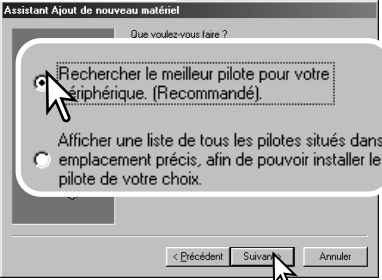 Assistant Ajout de nouveau matériel
Que voulez-vous faire ?
Rechercher le meilleur pilote pour votre
périphérique. (Recommandé).
Afficher une liste de tous les pilotes situés dans
emplacement précis, afin de pouvoir installer le
pilote de votre choix.
< Précédent Suivant > Annuler